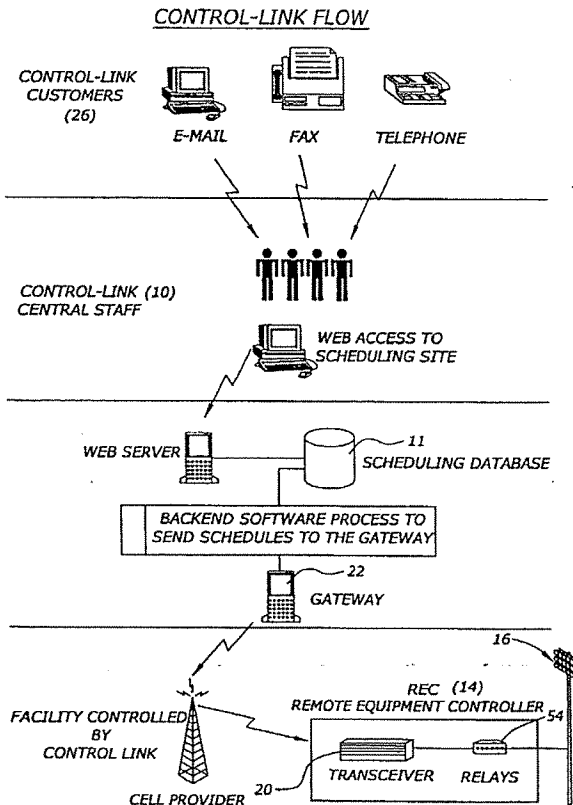 CONTROL-LINK FLOW
CONTROL-LINK
CUSTOMERS
(26)
E-MAIL
FAX
TELEPHONE
CONTROL-LINK (10)
CENTRAL STAFF
WEB ACCESS TO
SCHEDULING SITE
WEB SERVER
11
SCHEDULING DATABASE
BACKEND SOFTWARE PROCESS TO
SEND SCHEDULES TO THE GATEWAY
22
GATEWAY
16
REC (14)
REMOTE EQUIPMENT CONTROLLER
FACILITY CONTROLLED
BY
CONTROL LINK
54
20
TRANSCEIVER
RELAYS
CELL PROVIDER